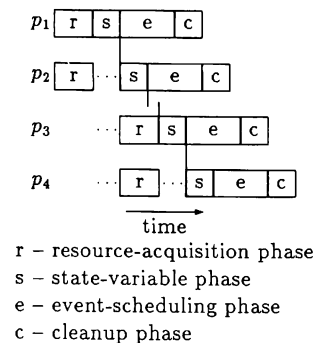 p1 r s e c
p2 r ··· s e c
p3 ··· r s e c
p4 ··· r ··· s e c
time
r – resource-acquisition phase
s – state-variable phase
e – event-scheduling phase
c – cleanup phase